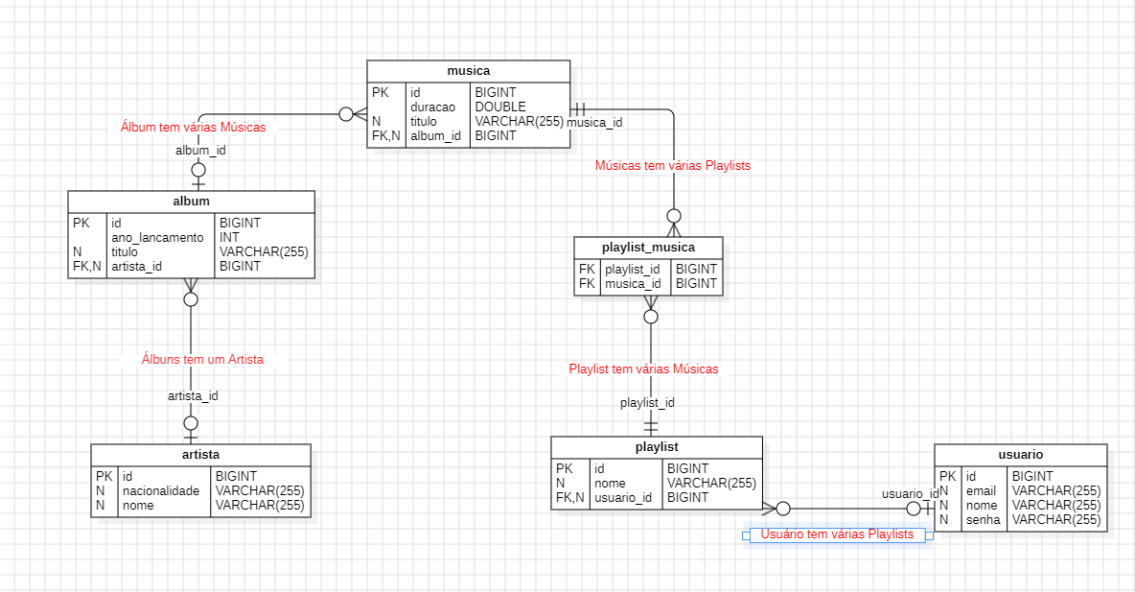 musica
PK id BIGINT
duracao DOUBLE
N titulo VARCHAR(255)
FK,N album_id BIGINT
musica_id
Álbum tem várias Músicas
album_id
Músicas tem várias Playlists
album
PK id BIGINT
ano_lancamento INT
N titulo VARCHAR(255)
FK,N artista_id BIGINT
playlist_musica
FK playlist_id BIGINT
FK musica_id BIGINT
Álbuns tem um Artista
artista_id
Playlist tem várias Músicas
playlist_id
artista
PK id BIGINT
N nacionalidade VARCHAR(255)
N nome VARCHAR(255)
playlist
PK id BIGINT
N nome VARCHAR(255)
FK,N usuario_id BIGINT
usuario_id
usuario
PK id BIGINT
N email VARCHAR(255)
N nome VARCHAR(255)
N senha VARCHAR(255)
Usuário tem várias Playlists